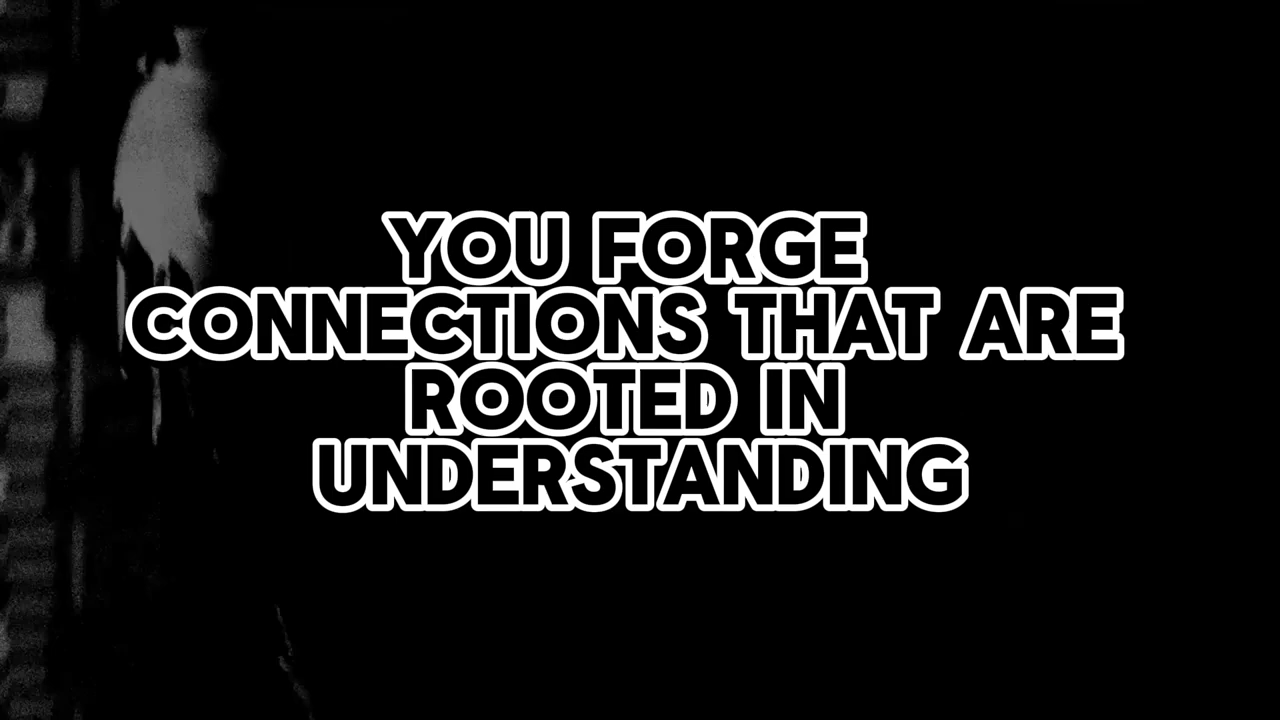 YOU FORGE
CONNECTIONS THAT ARE
ROOTED IN
UNDERSTANDING